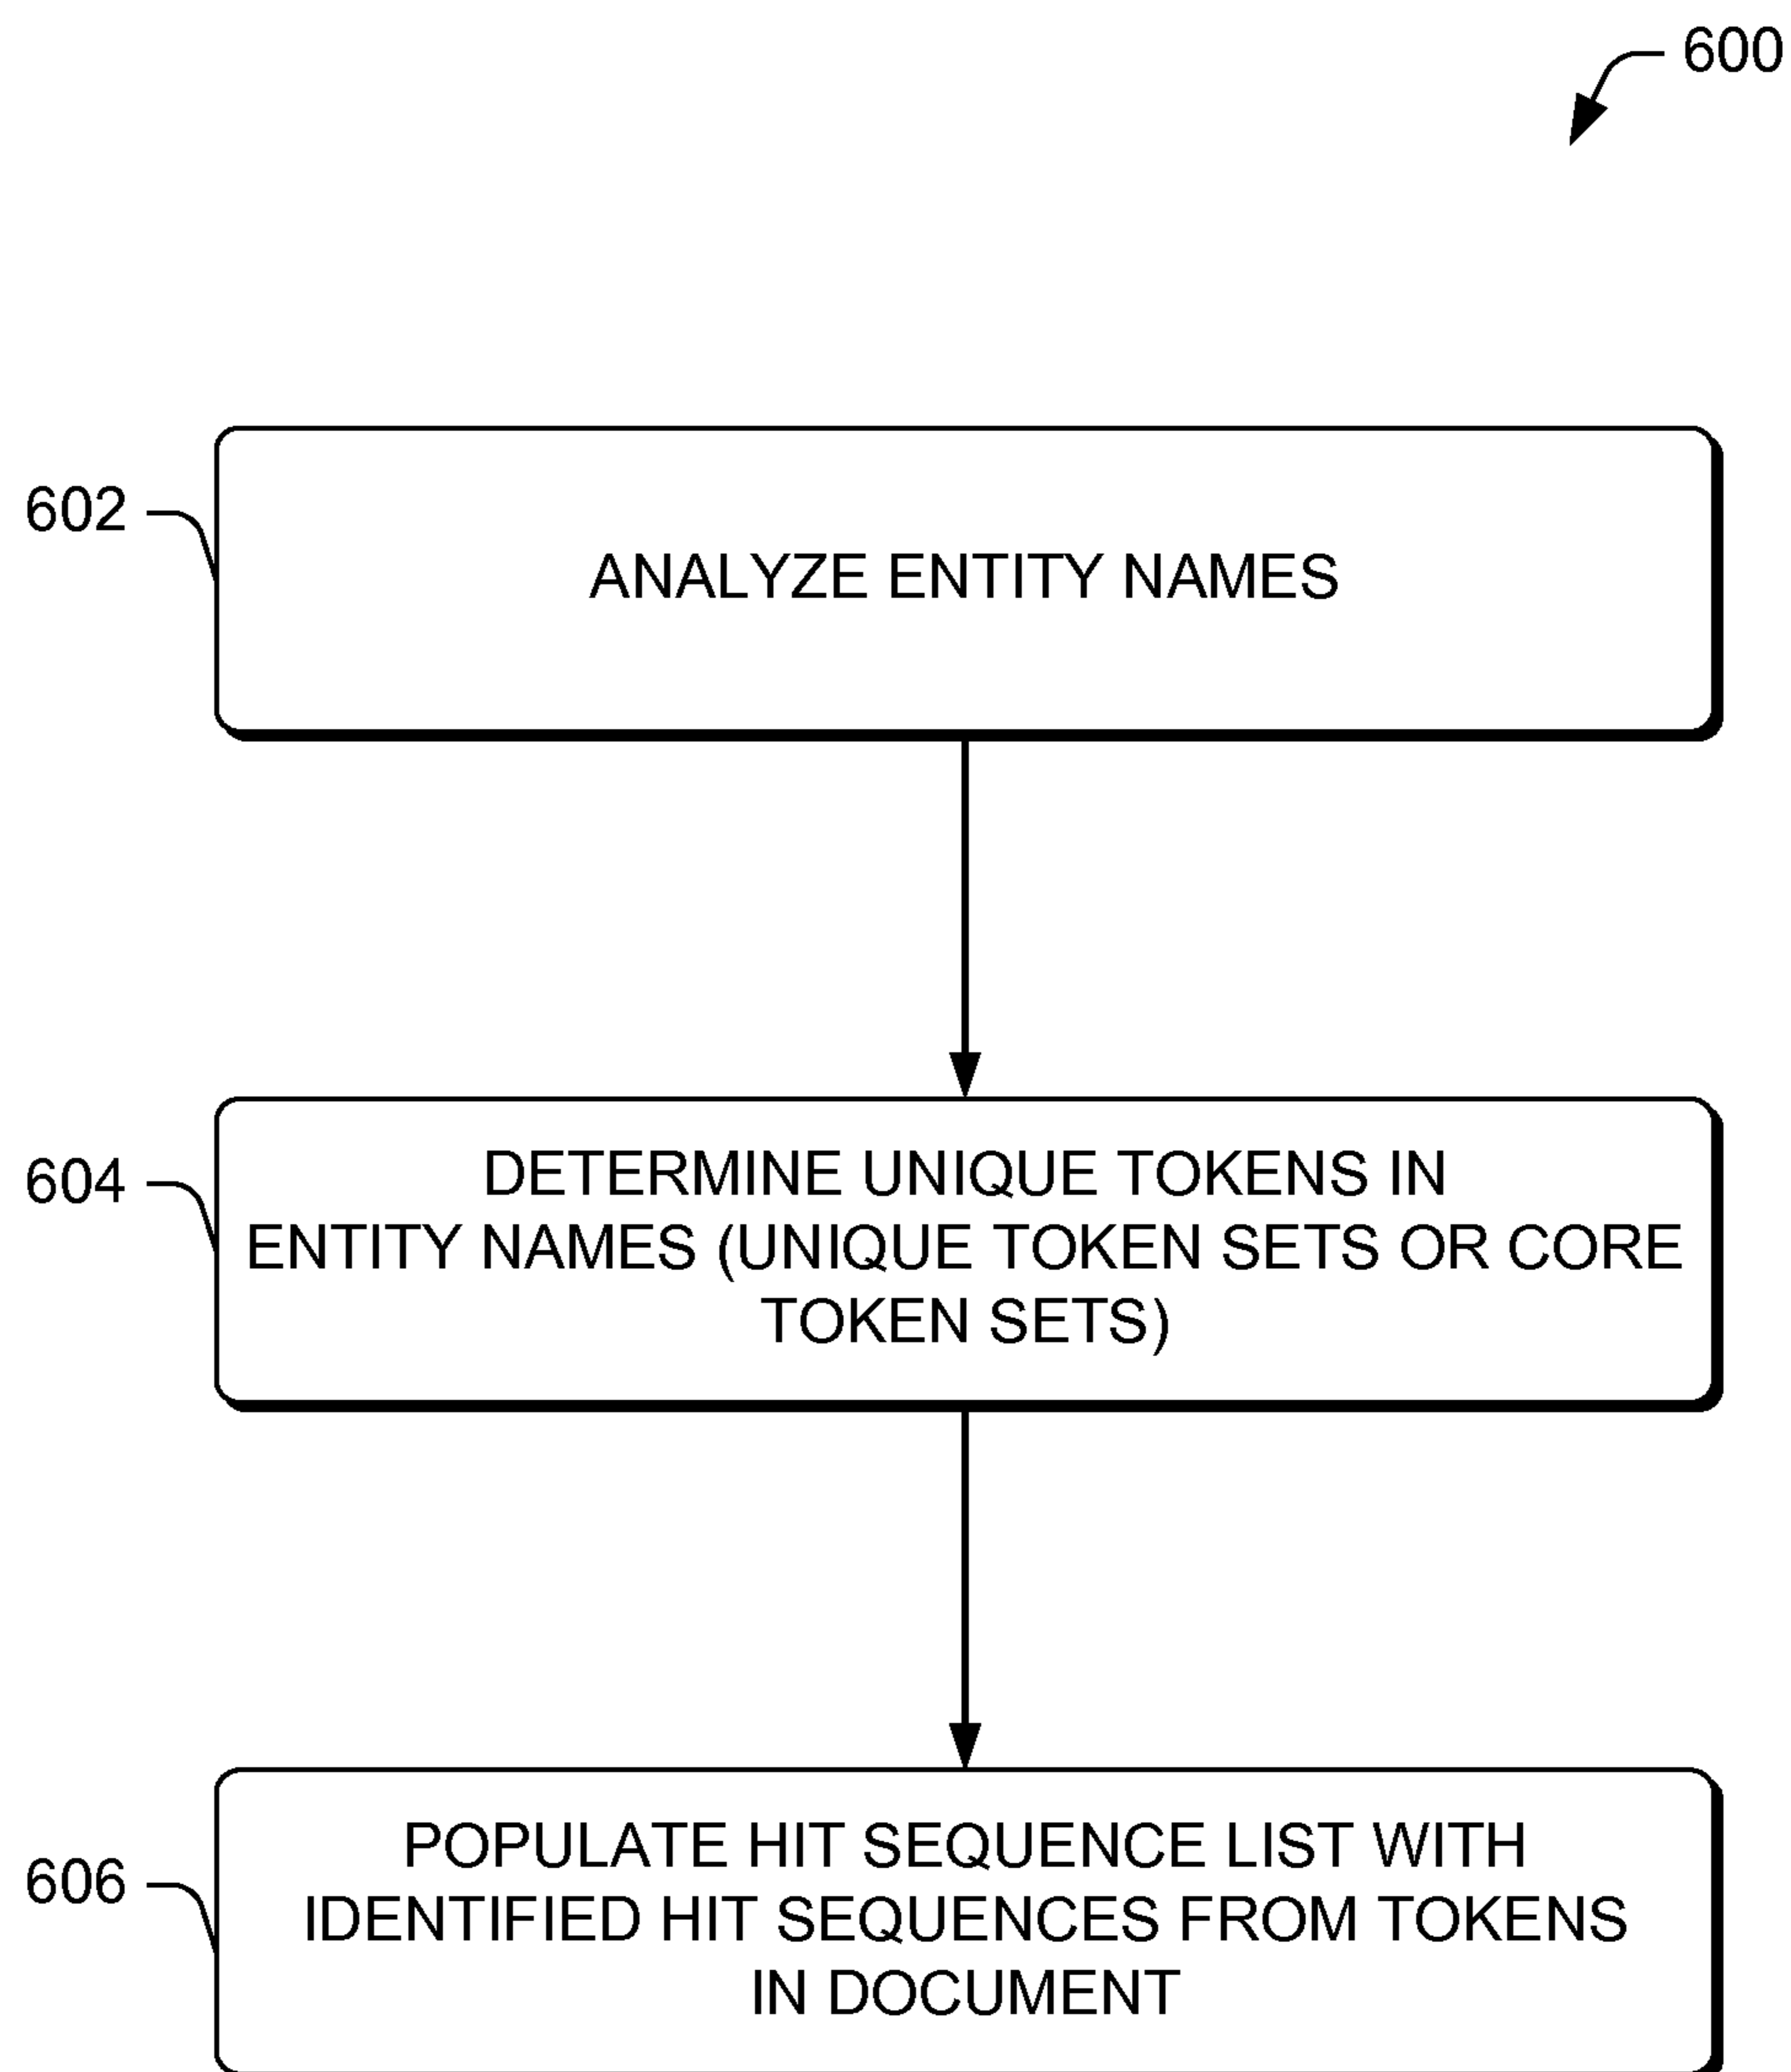 600
602
ANALYZE ENTITY NAMES
604
DETERMINE UNIQUE TOKENS IN
ENTITY NAMES (UNIQUE TOKEN SETS OR CORE
TOKEN SETS)
606
POPULATE HIT SEQUENCE LIST WITH
IDENTIFIED HIT SEQUENCES FROM TOKENS
IN DOCUMENT